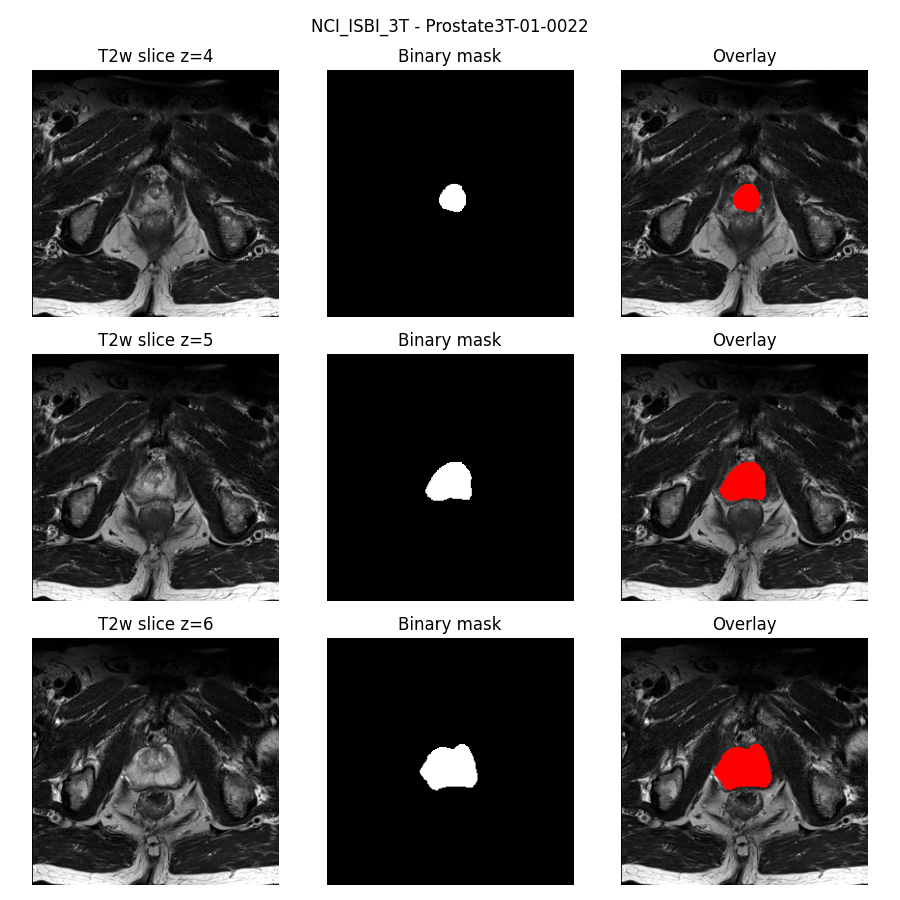 NCI_ISBI_3T - Prostate3T-01-0022
T2w slice z=4
Binary mask
Overlay
T2w slice z=5
Binary mask
Overlay
T2w slice z=6
Binary mask
Overlay